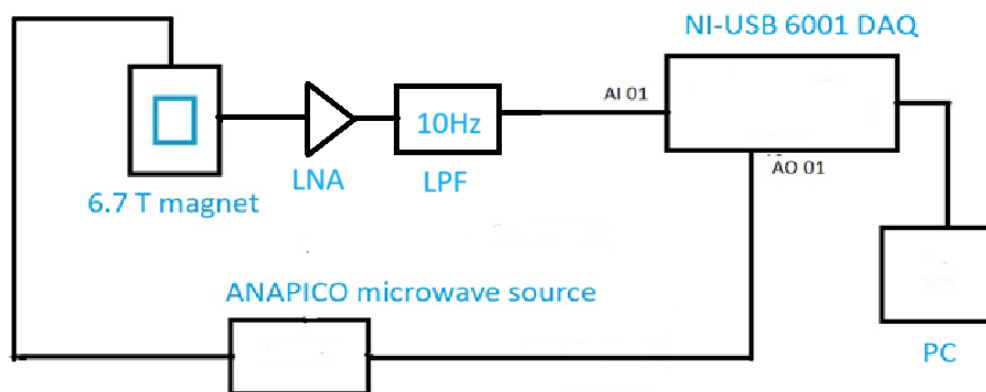 NI-USB 6001 DAQ
AI 01
10Hz
LNA
LPF
AO 01
6.7 T magnet
ANAPICO microwave source
PC